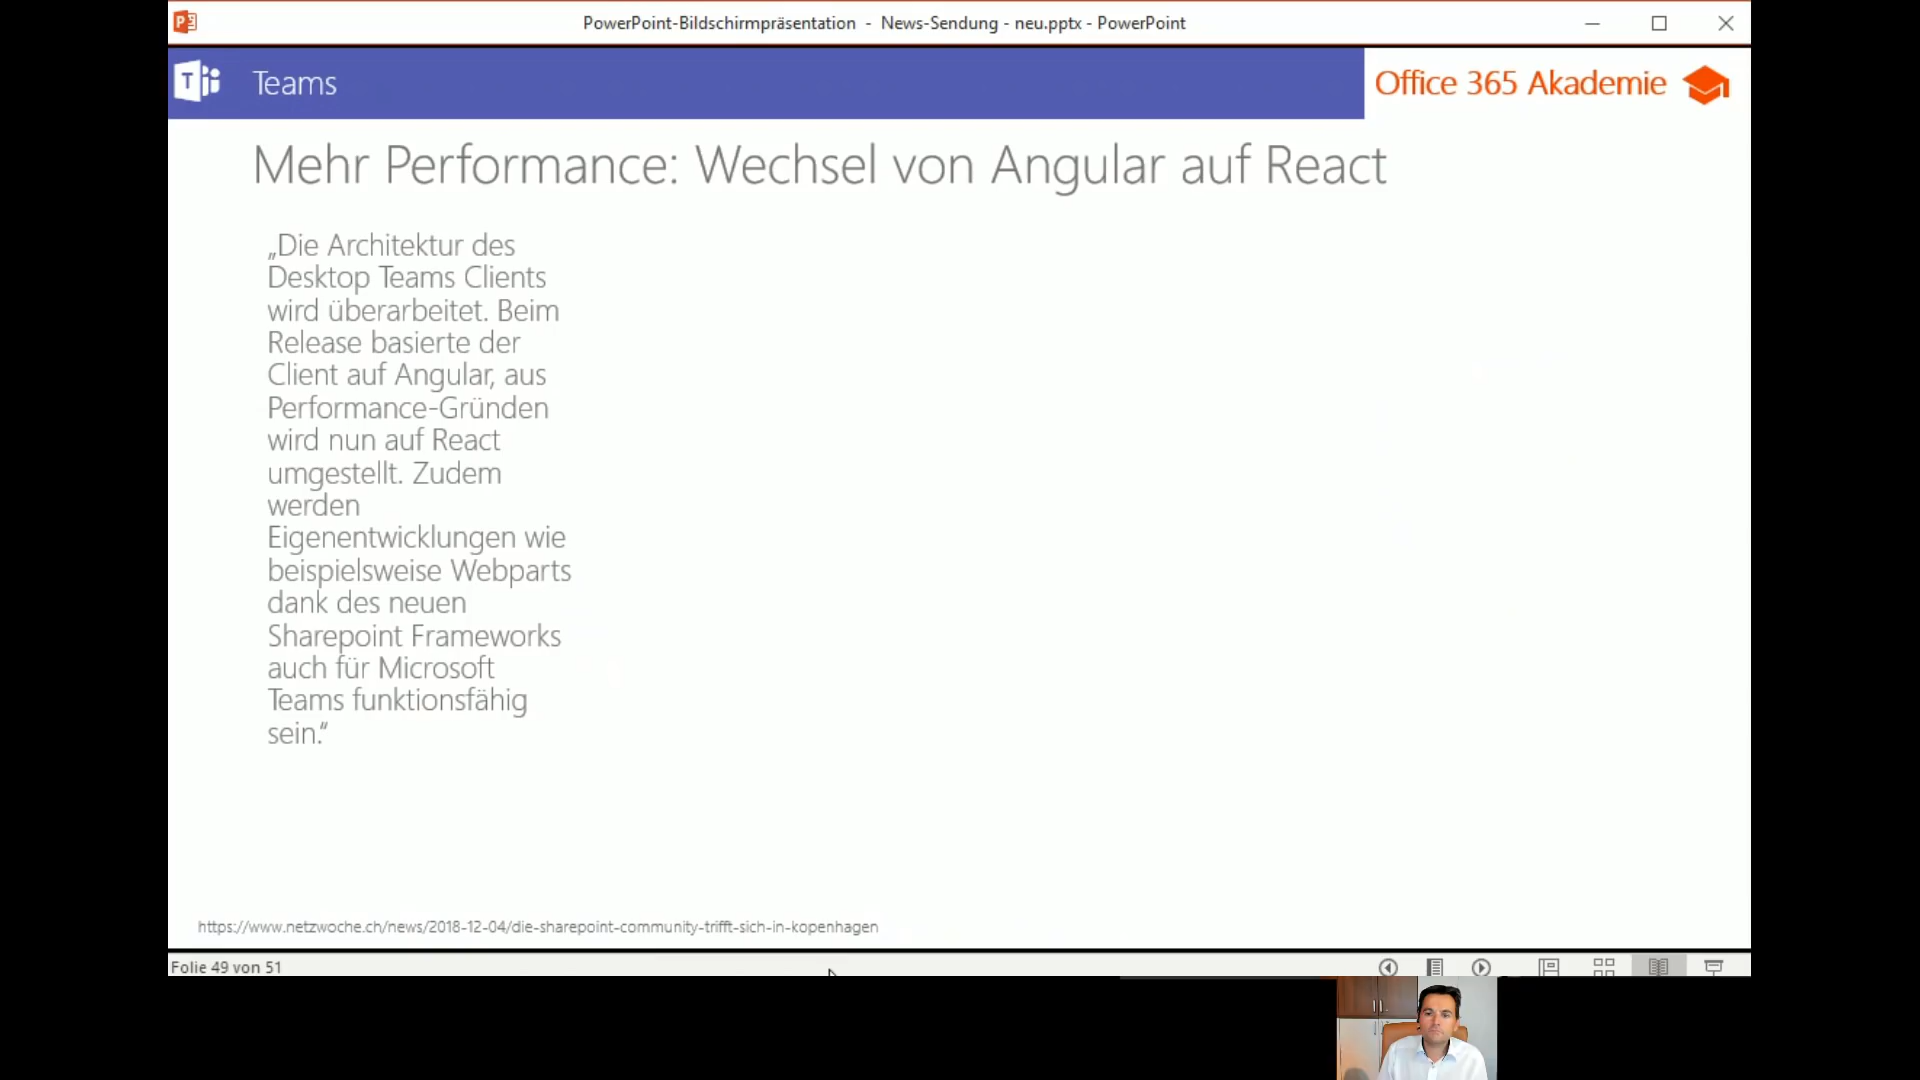 PowerPoint-Bildschirmpräsentation - News-Sendung - neu.pptx - PowerPoint
Teams
Office 365 Akademie
Mehr Performance: Wechsel von Angular auf React
„Die Architektur des
Desktop Teams Clients
wird überarbeitet. Beim
Release basierte der
Client auf Angular, aus
Performance-Gründen
wird nun auf React
umgestellt. Zudem
werden
Eigenentwicklungen wie
beispielsweise Webparts
dank des neuen
Sharepoint Frameworks
auch für Microsoft
Teams funktionsfähig
sein.“
https://www.netzwoche.ch/news/2018-12-04/die-sharepoint-community-trifft-sich-in-kopenhagen
Folie 49 von 51